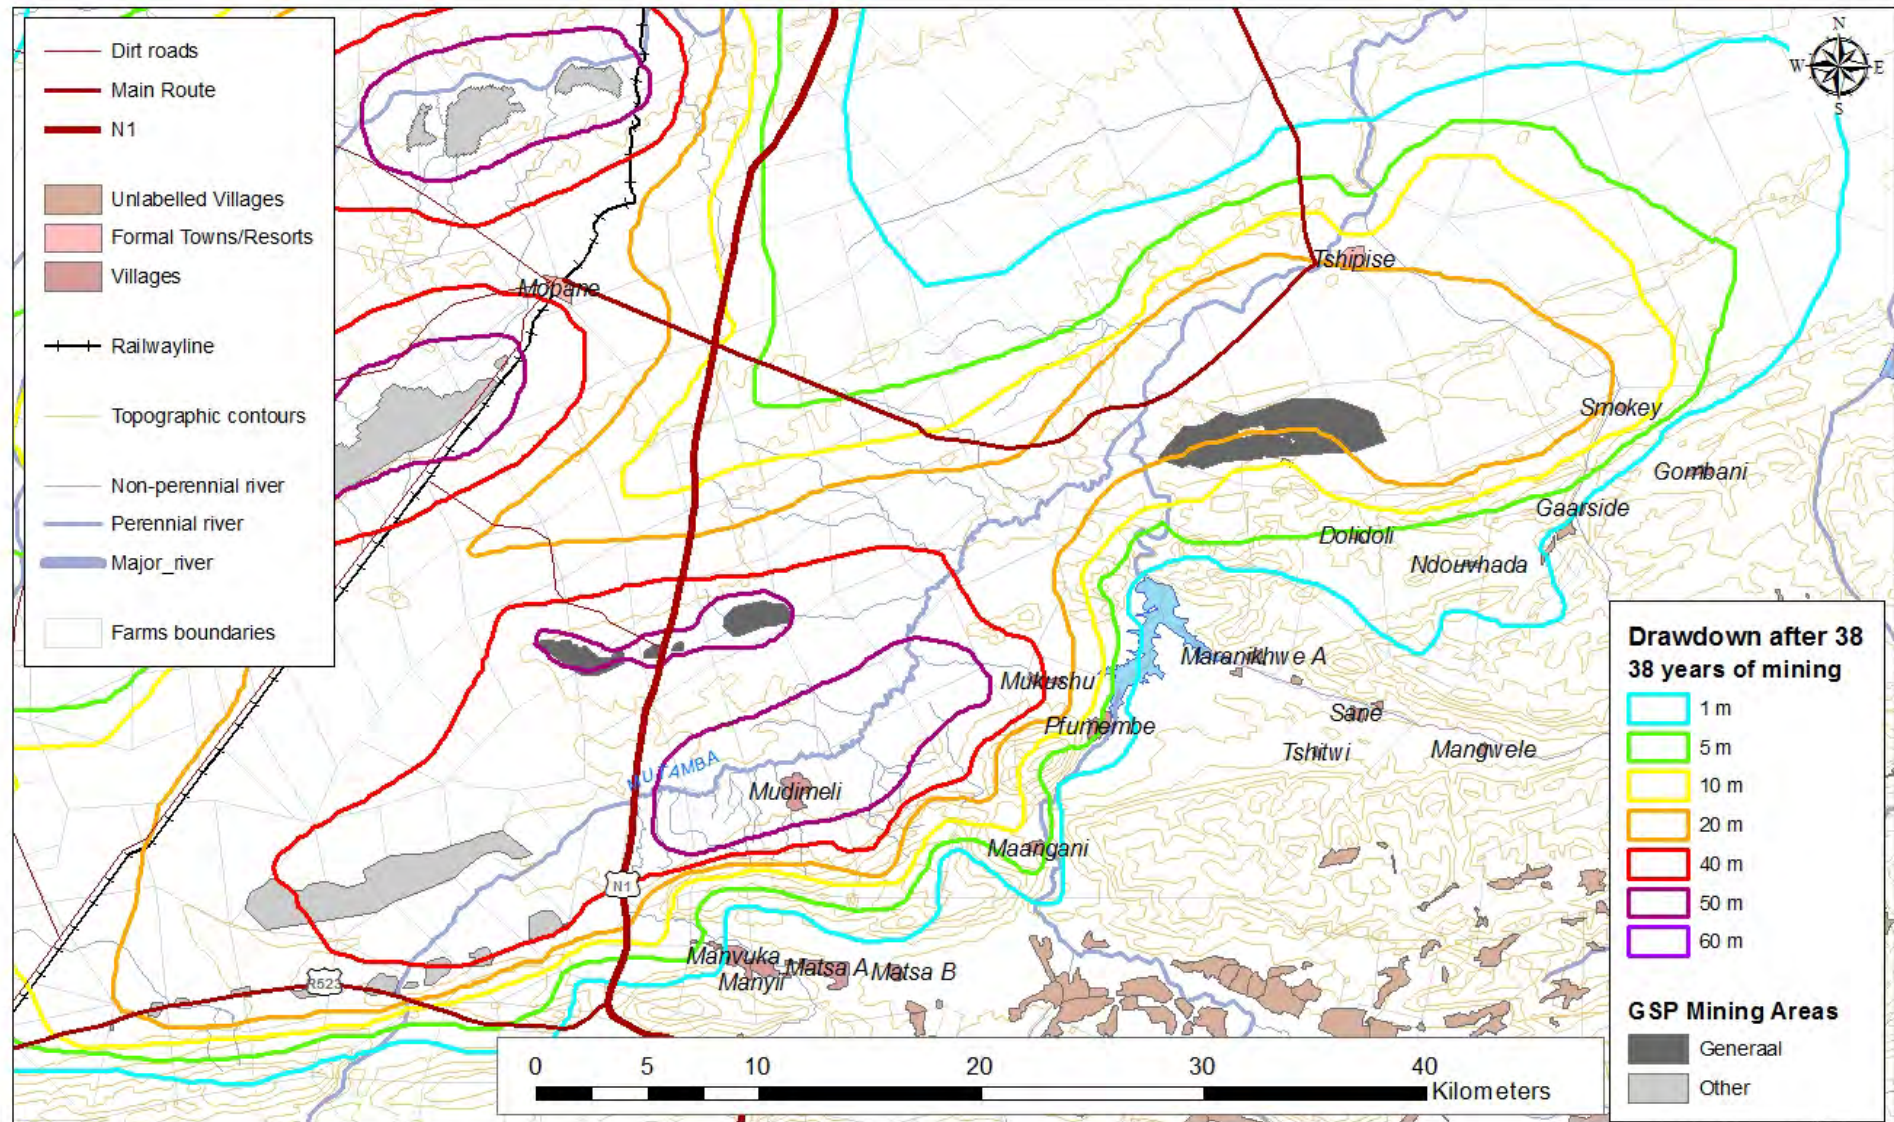 Dirt roads
Main Route
N1
Unlabelled Villages
Formal Towns/Resorts
Villages
Railwayline
Topographic contours
Non-perennial river
Perennial river
Major_river
Farms boundaries
N
W E
S
Mopane
Tshipise
Smokey
Gombani
Gaarside
Dolidoli
Ndouvhada
Maranikhwe A
Mukushu
Pfumembe
Sane
Tshitwi
Mangwele
MUTAMBA
Mudimeli
Maangani
N1
Manvuka
Manyii
Matsa A
Matsa B
R523
Drawdown after 38
38 years of mining
1 m
5 m
10 m
20 m
40 m
50 m
60 m
GSP Mining Areas
Generaal
Other
0 5 10 20 30 40
Kilometers